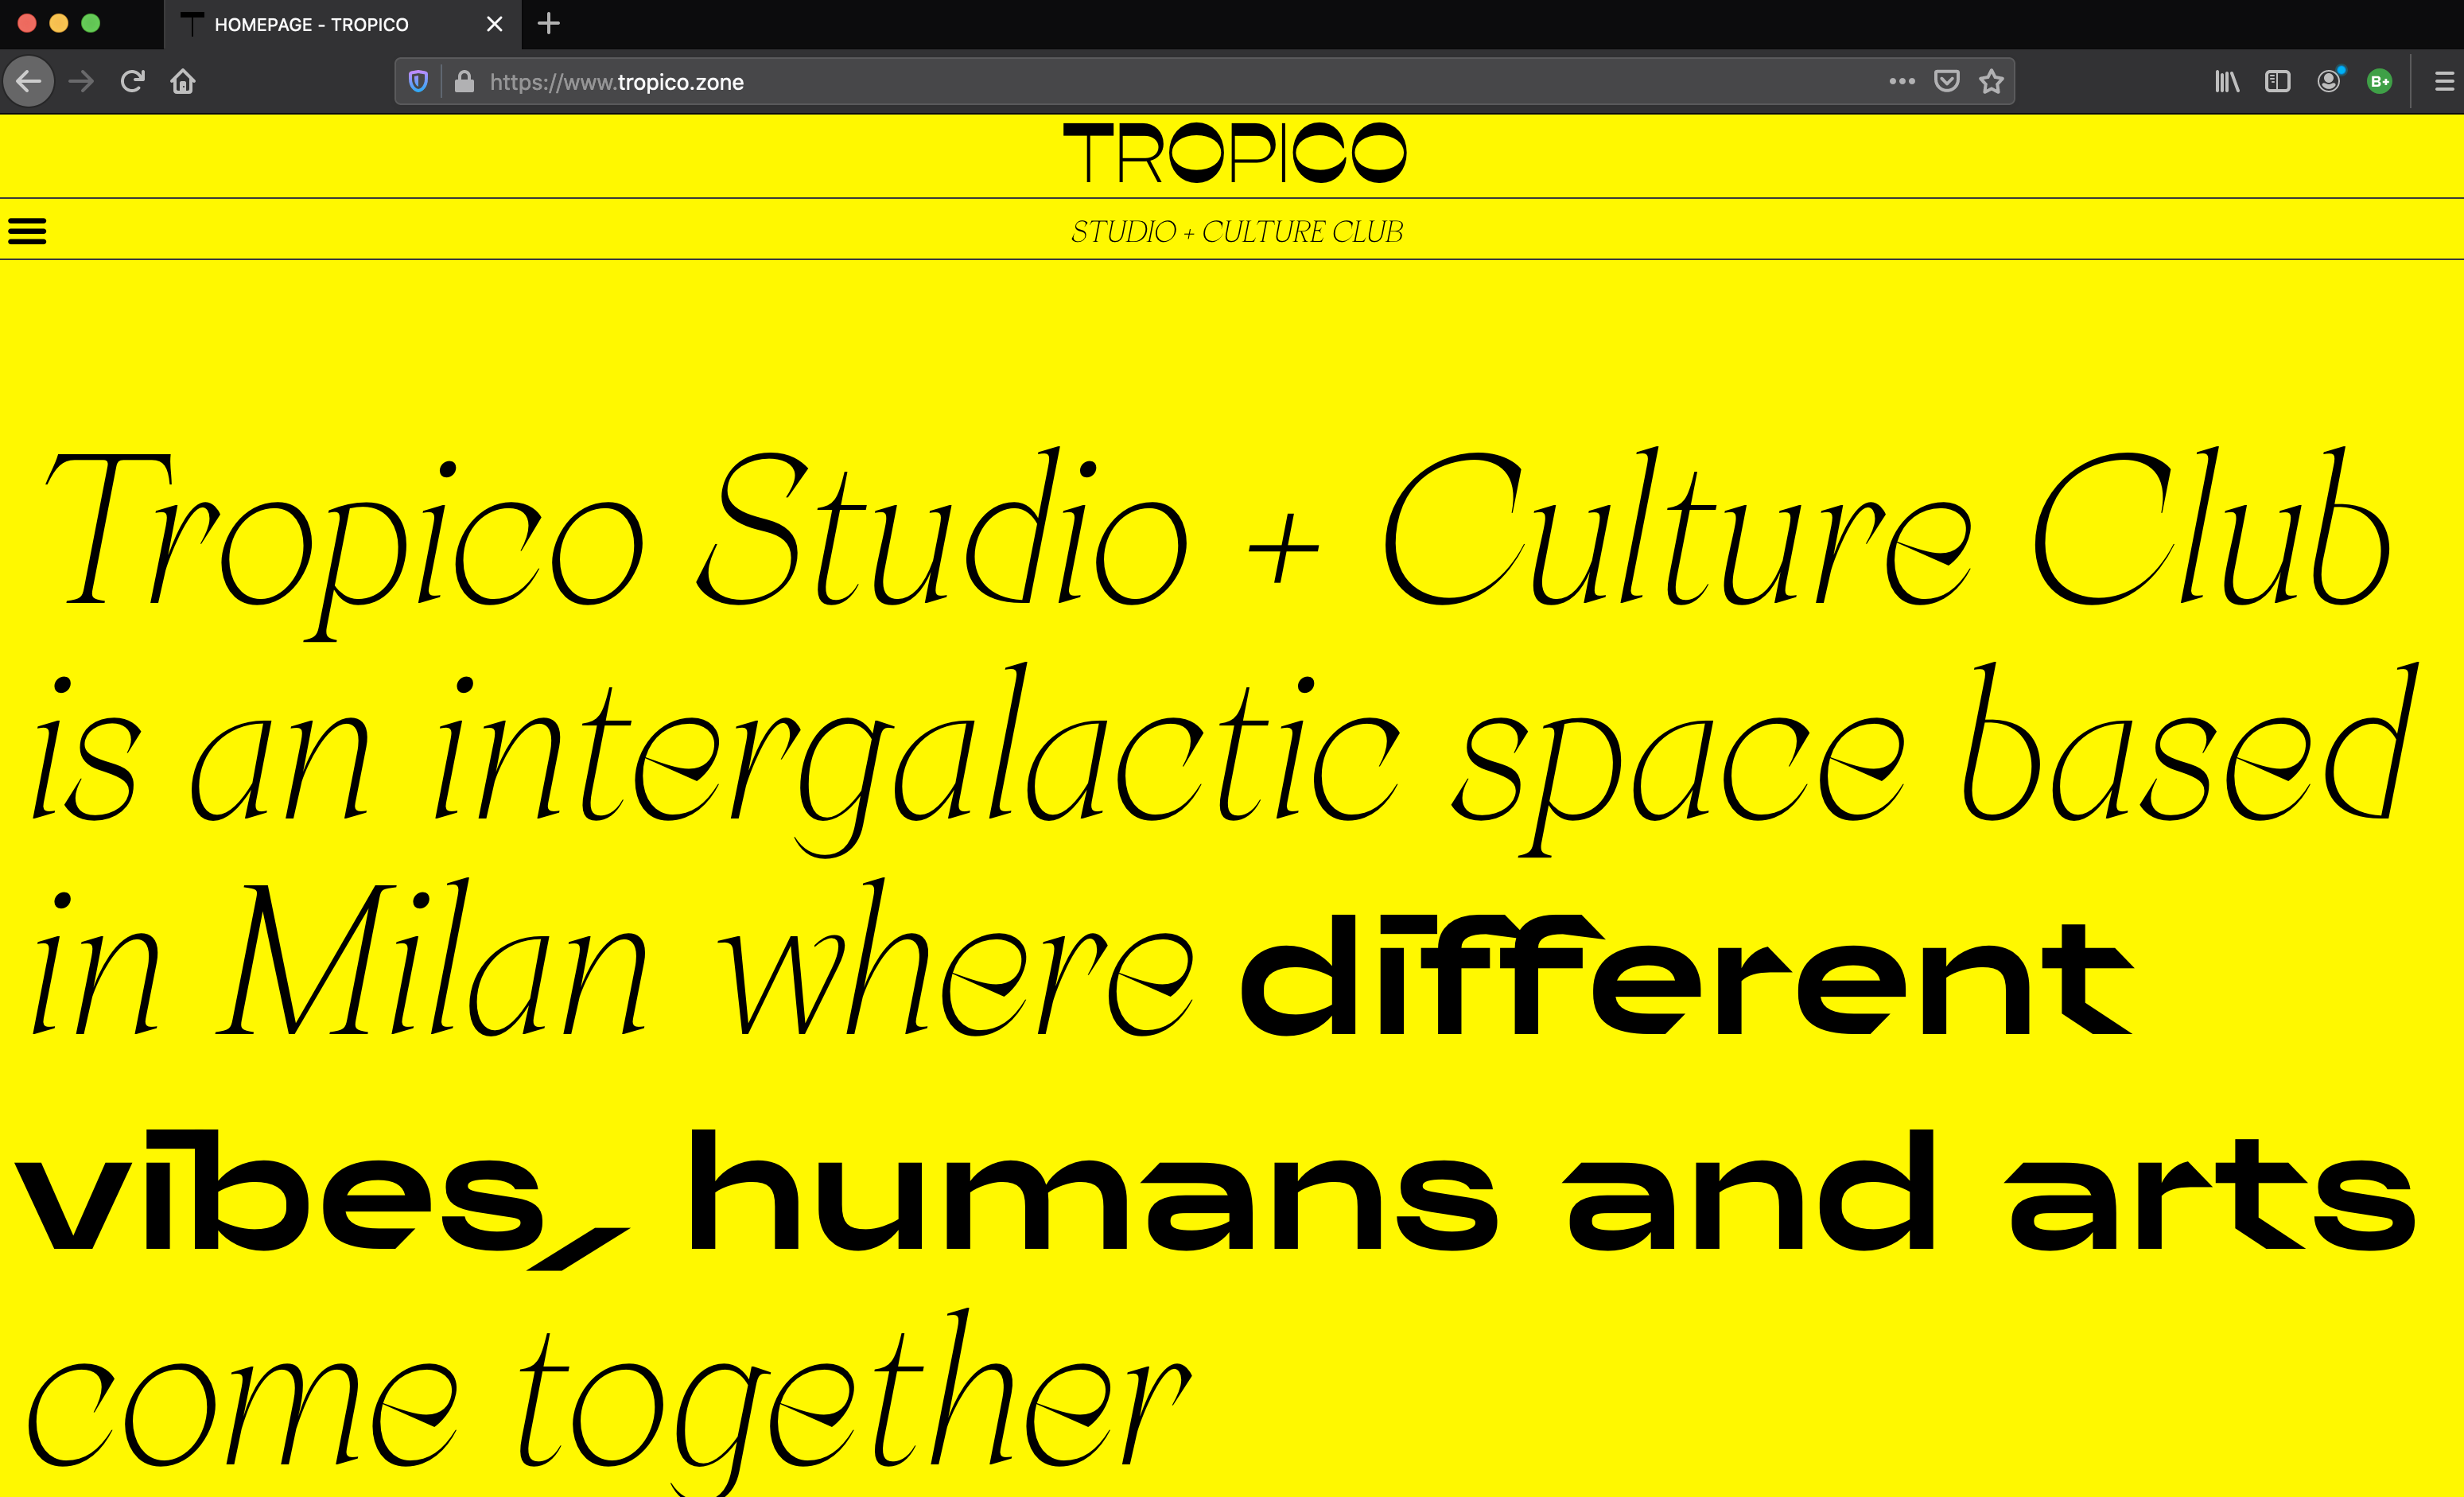 HOMEPAGE - TROPICO
https://www.tropico.zone
B+
TROPICO
STUDIO + CULTURE CLUB
Tropico Studio + Culture Club
is an intergalactic space based
in Milan where different
vibes, humans and arts
come together